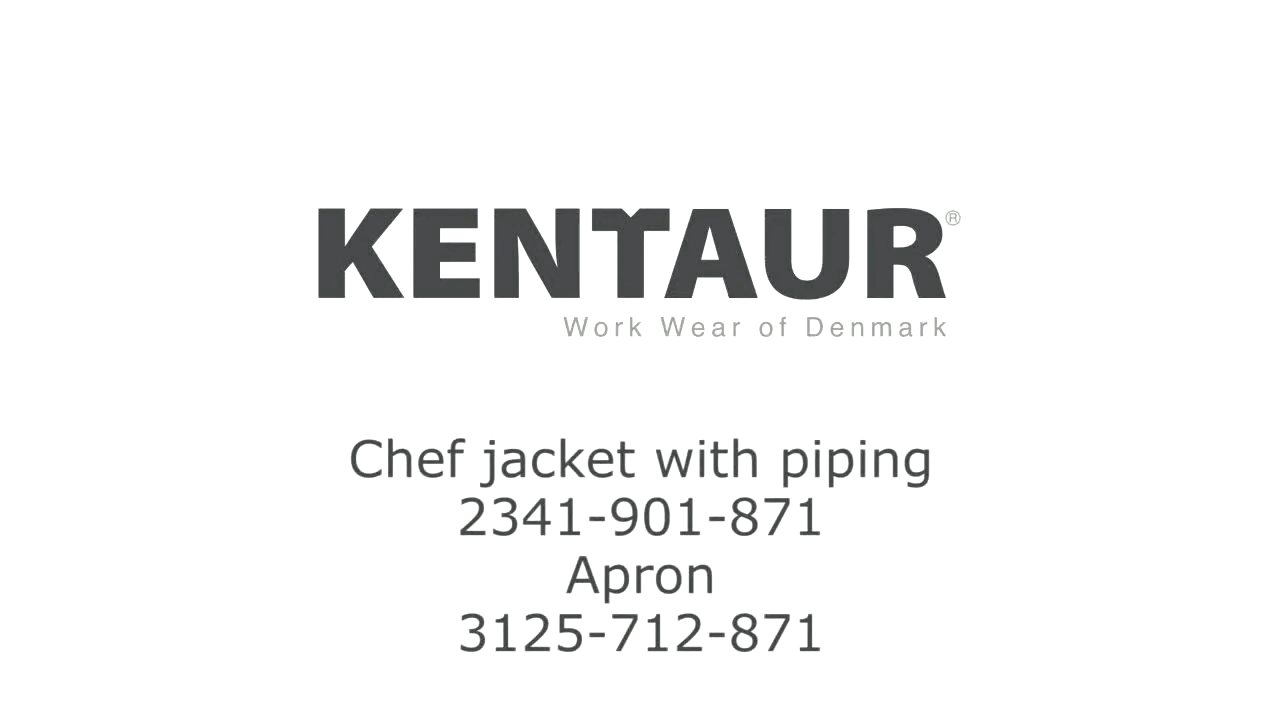 KENTAUR®
Work Wear of Denmark
Chef jacket with piping
2341-901-871
Apron
3125-712-871